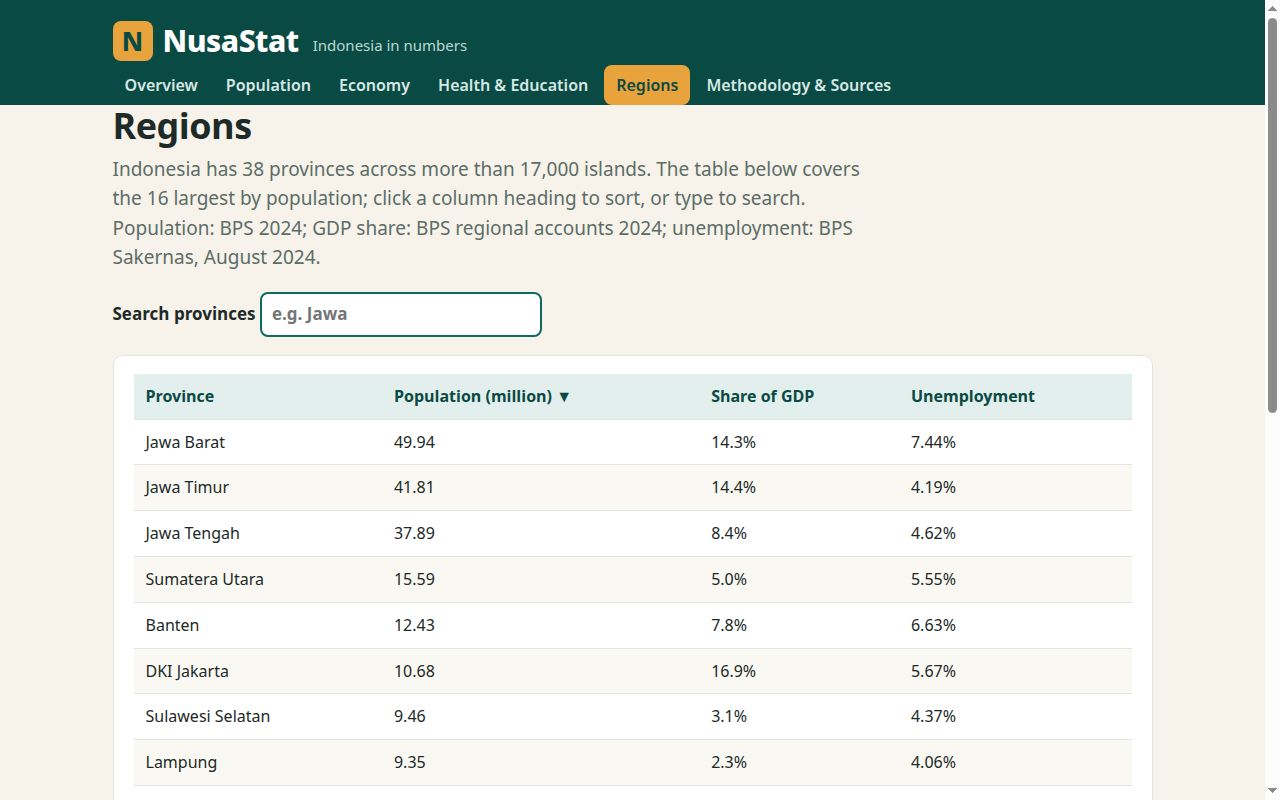 N NusaStat Indonesia in numbers
Overview Population Economy Health & Education Regions Methodology & Sources
Regions
Indonesia has 38 provinces across more than 17,000 islands. The table below covers
the 16 largest by population; click a column heading to sort, or type to search.
Population: BPS 2024; GDP share: BPS regional accounts 2024; unemployment: BPS
Sakernas, August 2024.
Search provinces e.g. Jawa
Province Population (million) ▼ Share of GDP Unemployment
Jawa Barat 49.94 14.3% 7.44%
Jawa Timur 41.81 14.4% 4.19%
Jawa Tengah 37.89 8.4% 4.62%
Sumatera Utara 15.59 5.0% 5.55%
Banten 12.43 7.8% 6.63%
DKI Jakarta 10.68 16.9% 5.67%
Sulawesi Selatan 9.46 3.1% 4.37%
Lampung 9.35 2.3% 4.06%